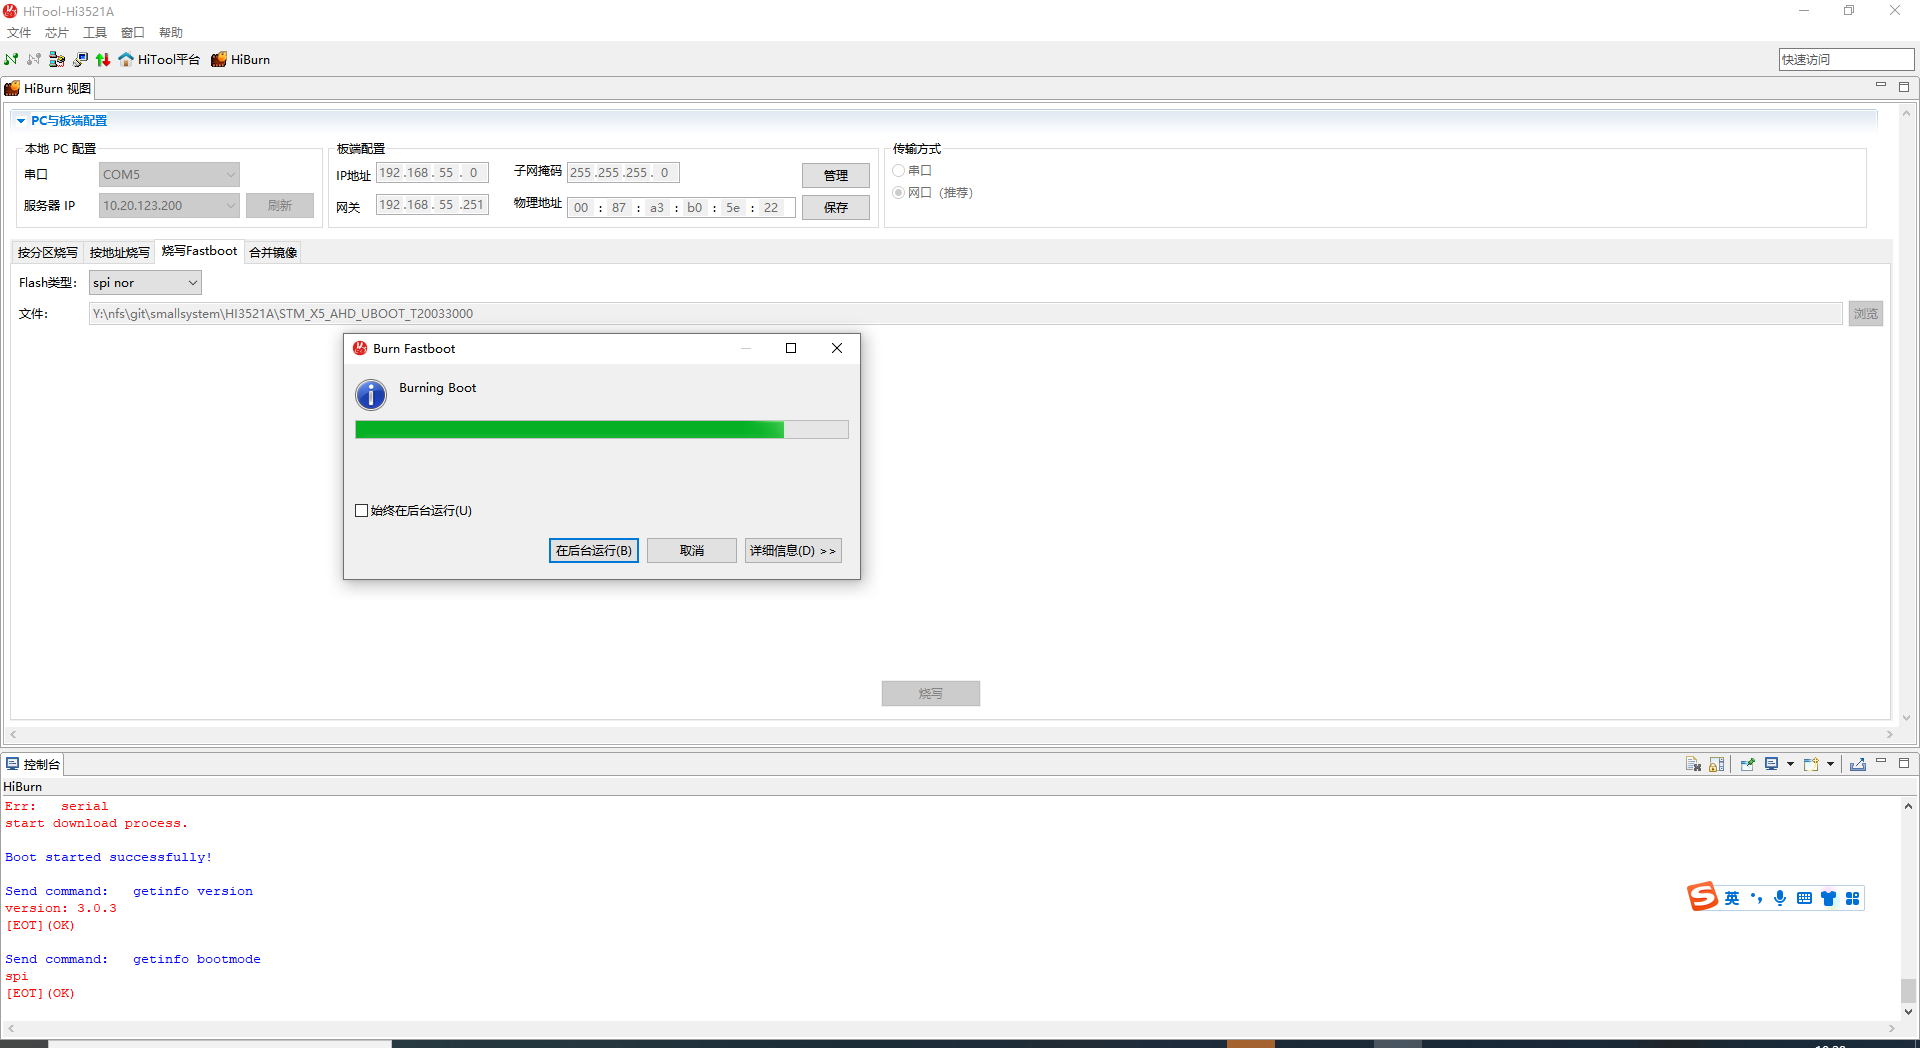 HiTool-Hi3521A
文件 芯片 工具 窗口 帮助
HiTool平台 HiBurn
快速访问
HiBurn 视图
PC与板端配置
本地 PC 配置
串口 COM5
服务器 IP 10.20.123.200 刷新
板端配置
IP地址 192 .168 . 55 . 0 子网掩码 255 .255 .255 . 0 管理
网关 192 .168 . 55 .251 物理地址 00 : 87 : a3 : b0 : 5e : 22 保存
传输方式
串口
网口（推荐）
按分区烧写 按地址烧写 烧写Fastboot 合并镜像
Flash类型: spi nor
文件: Y:\nfs\git\smallsystem\HI3521A\STM_X5_AHD_UBOOT_T20033000 浏览
Burn Fastboot
Burning Boot
始终在后台运行(U)
在后台运行(B) 取消 详细信息(D) >>
烧写
控制台
HiBurn
Err: serial
start download process.
Boot started successfully!
Send command: getinfo version
version: 3.0.3
[EOT](OK)
Send command: getinfo bootmode
spi
[EOT](OK)
S 英